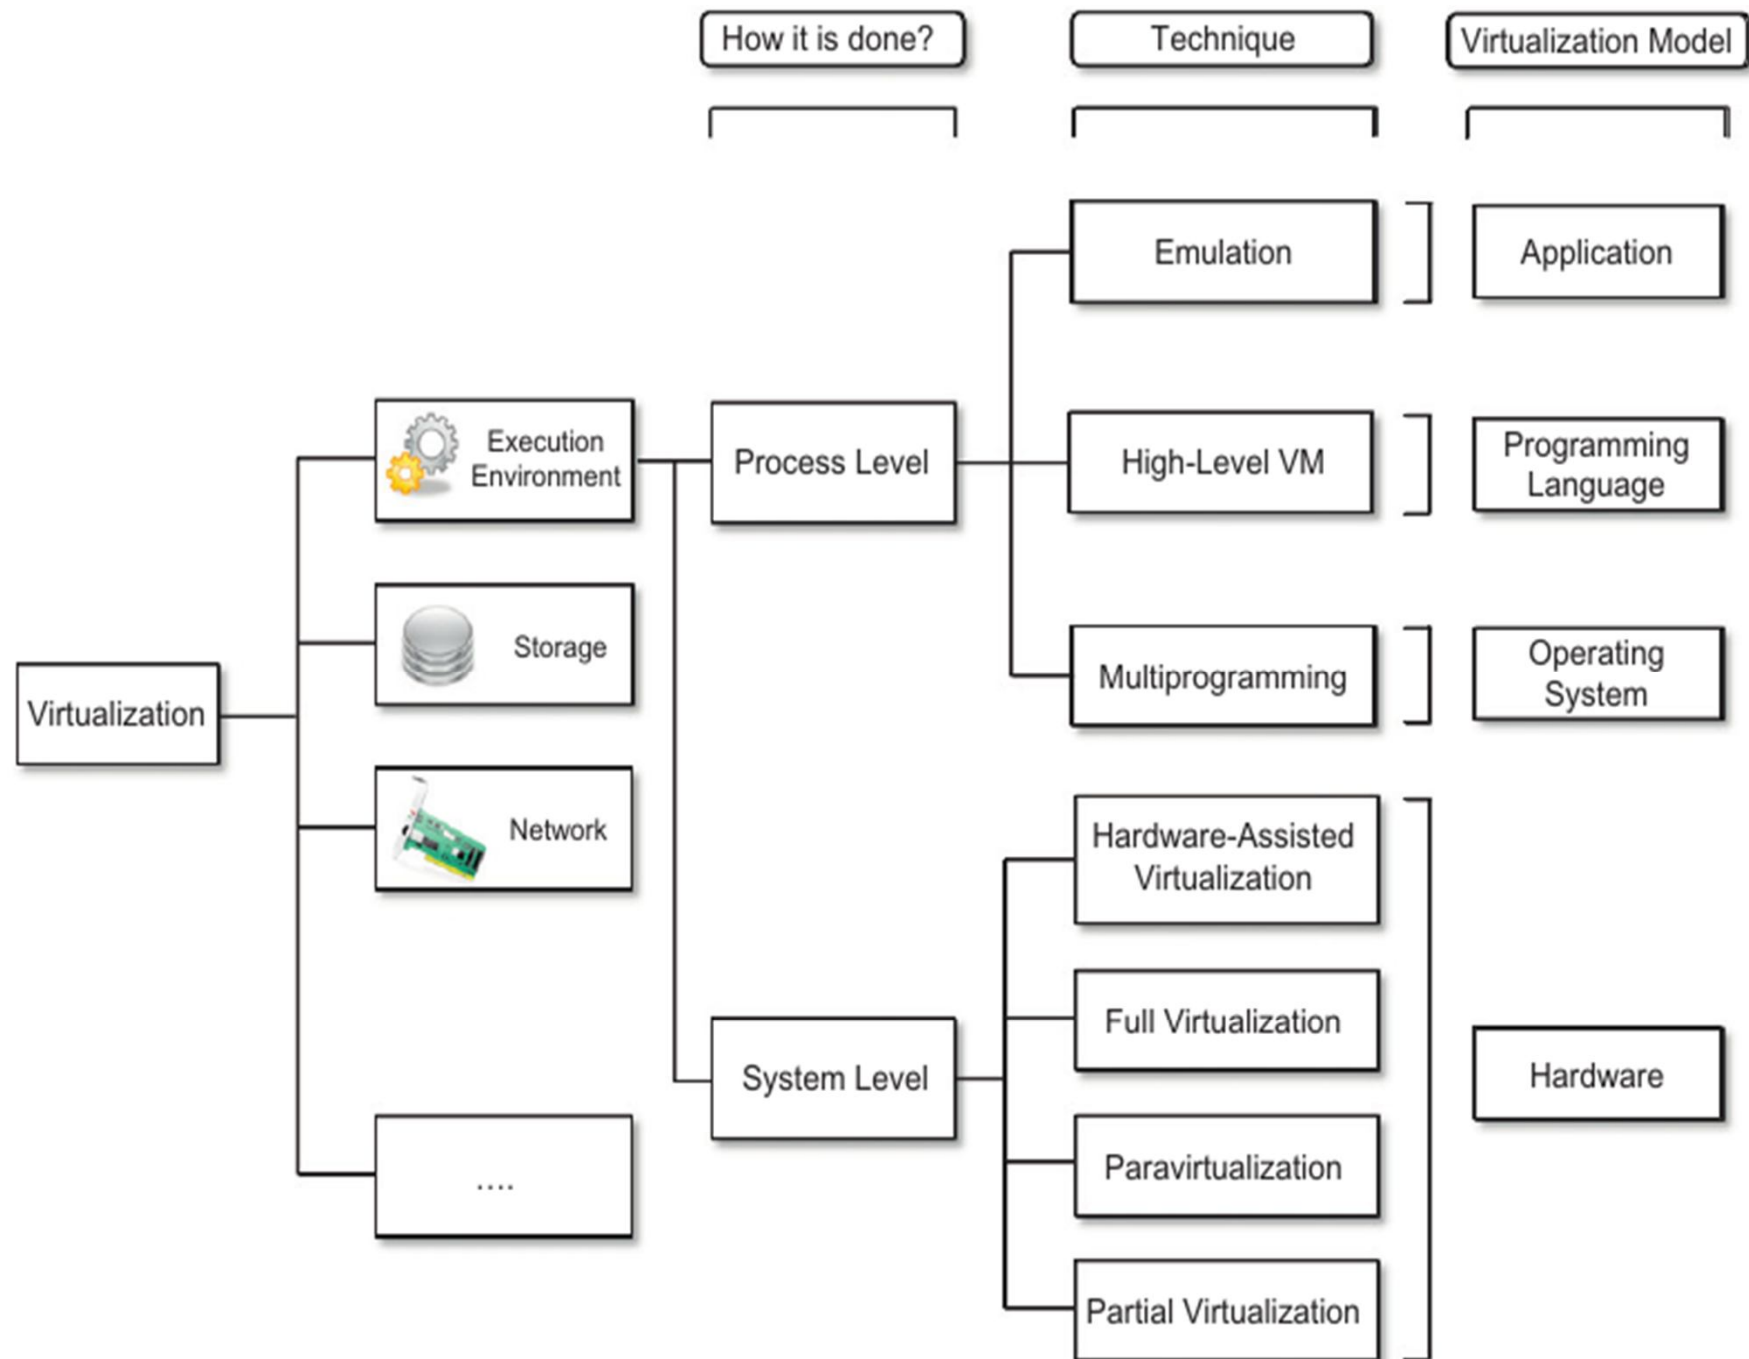 How it is done?
Technique
Virtualization Model
Emulation
Application
Execution
Environment
Process Level
High-Level VM
Programming
Language
Storage
Multiprogramming
Operating
System
Virtualization
Network
Hardware-Assisted
Virtualization
Full Virtualization
System Level
Hardware
Paravirtualization
....
Partial Virtualization